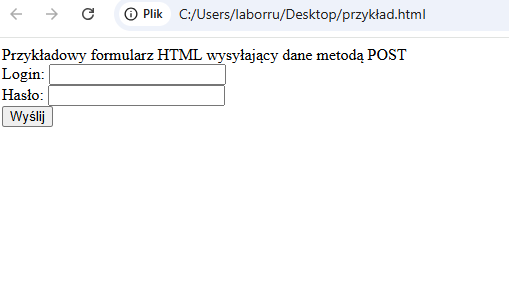 Plik C:/Users/laborru/Desktop/przykład.html
Przykładowy formularz HTML wysyłający dane metodą POST
Login:
Hasło:
Wyślij